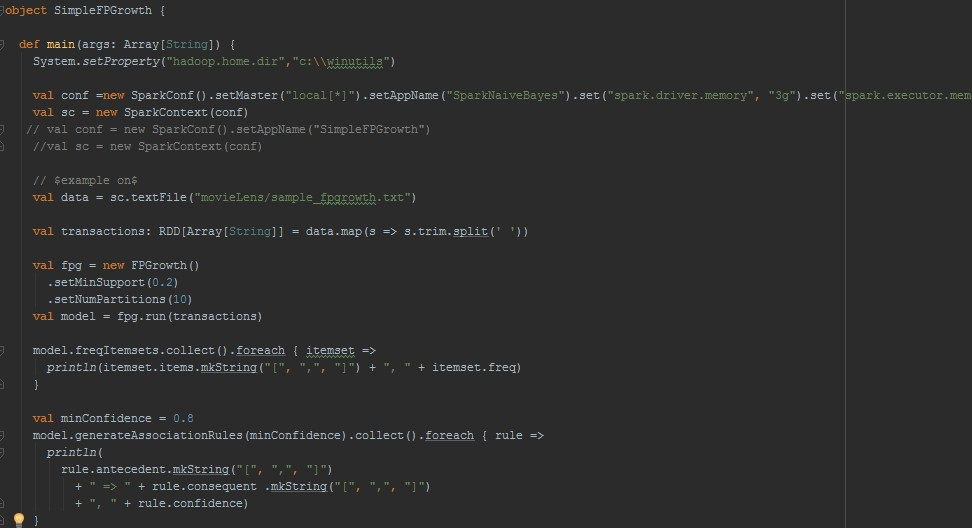 object SimpleFPGrowth {
def main(args: Array[String]) {
System.setProperty("hadoop.home.dir","c:\\winutils")
val conf =new SparkConf().setMaster("local[*]").setAppName("SparkNaiveBayes").set("spark.driver.memory", "3g").set("spark.executor.mem
val sc = new SparkContext(conf)
// val conf = new SparkConf().setAppName("SimpleFPGrowth")
//val sc = new SparkContext(conf)
// $example on$
val data = sc.textFile("movieLens/sample_fpgrowth.txt")
val transactions: RDD[Array[String]] = data.map(s => s.trim.split(' '))
val fpg = new FPGrowth()
.setMinSupport(0.2)
.setNumPartitions(10)
val model = fpg.run(transactions)
model.freqItemsets.collect().foreach { itemset =>
println(itemset.items.mkString("[", ",", "]") + ", " + itemset.freq)
}
val minConfidence = 0.8
model.generateAssociationRules(minConfidence).collect().foreach { rule =>
println(
rule.antecedent.mkString("[", ",", "]")
+ " => " + rule.consequent .mkString("[", ",", "]")
+ ", " + rule.confidence)
}